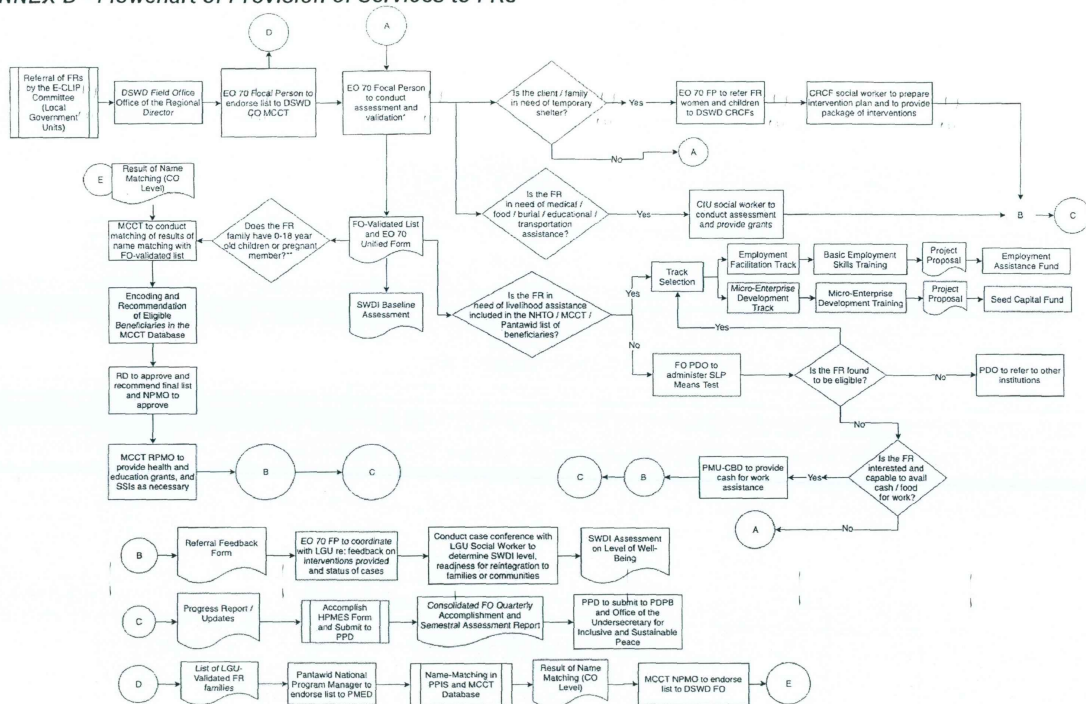 ANNEX B - Flowchart of Provision of Services to FRs
D
A
Referral of FRs
by the E-CLIP
Committee
(Local
Government
Units)
DSWD Field Office
Office of the Regional
Director
EO 70 Focal Person to
endorse list to DSWD
CO MCCT
EO 70 Focal Person
to conduct
assessment and
validation*
Is the client / family
in need of temporary
shelter?
Yes
EO 70 FP to refer FR
women and children
to DSWD CRCFs
CRCF social worker to prepare
intervention plan and to provide
package of interventions
No
A
E
Result of Name
Matching (CO
Level)
MCCT to conduct
matching of results of
name matching with
FO-validated list
Does the FR
family have 0-18 year
old children or pregnant
member?**
FO-Validated List
and EO 70
Unified Form
Is the FR
in need of medical /
food / burial / educational /
transportation
assistance?
Yes
CIU social worker to
conduct assessment
and provide grants
B
C
Encoding and
Recommendation
of Eligible
Beneficiaries in the
MCCT Database
SWDI Baseline
Assessment
Is the FR in
need of livelihood assistance
included in the NHTO / MCCT /
Pantawid list of
beneficiaries?
Yes
Track
Selection
Employment
Facilitation Track
Basic Employment
Skills Training
Project
Proposal
Employment
Assistance Fund
Micro-Enterprise
Development
Track
Micro-Enterprise
Development Training
Project
Proposal
Seed Capital Fund
Yes
No
RD to approve and
recommend final list
and NPMO to
approve
FO PDO to
administer SLP
Means Test
Is the FR found
to be eligible?
No
PDO to refer to other
institutions
No
MCCT RPMO to
provide health and
education grants, and
SSIs as necessary
B
C
C
B
PMU-CBD to provide
cash for work
assistance
Yes
Is the FR
interested and
capable to avail
cash / food
for work?
A
No
B
Referral Feedback
Form
EO 70 FP to coordinate
with LGU re: feedback on
interventions provided
and status of cases
Conduct case conference with
LGU Social Worker to
determine SWDI level,
readiness for reintegration to
families or communities
SWDI Assessment
on Level of Well-
Being
C
Progress Report /
Updates
Accomplish
HPMES Form
and Submit to
PPD
Consolidated FO Quarterly
Accomplishment and
Semestral Assessment Report
PPD to submit to PDPB
and Office of the
Undersecretary for
Inclusive and Sustainable
Peace
D
List of LGU-
Validated FR
families
Pantawid National
Program Manager to
endorse list to PMED
Name-Matching in
PPIS and MCCT
Database
Result of Name
Matching (CO
Level)
MCCT NPMO to endorse
list to DSWD FO
E